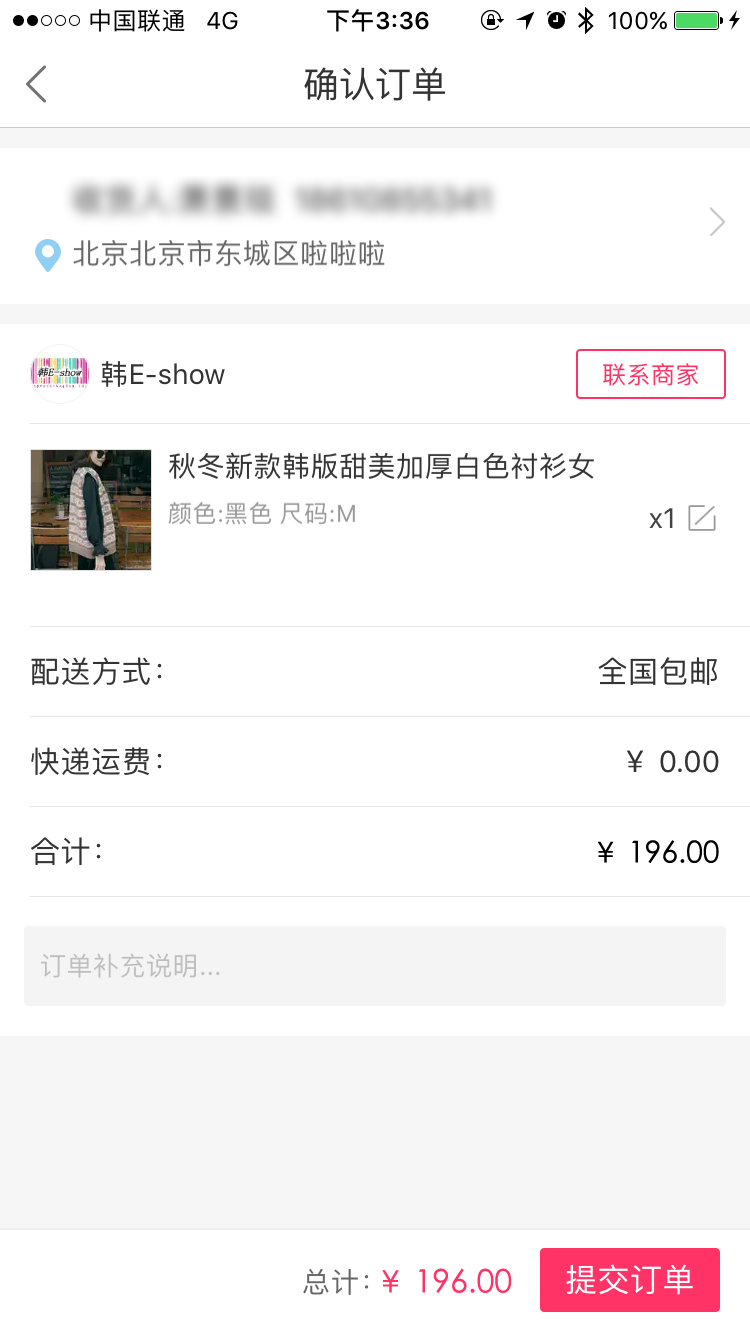 中国联通 4G 下午3:36 100%
确认订单
北京北京市东城区啦啦啦
韩E-show
韩E-show
联系商家
秋冬新款韩版甜美加厚白色衬衫女
颜色:黑色 尺码:M
x1
配送方式：
全国包邮
快递运费：
¥ 0.00
合计：
¥ 196.00
订单补充说明...
总计：¥ 196.00
提交订单